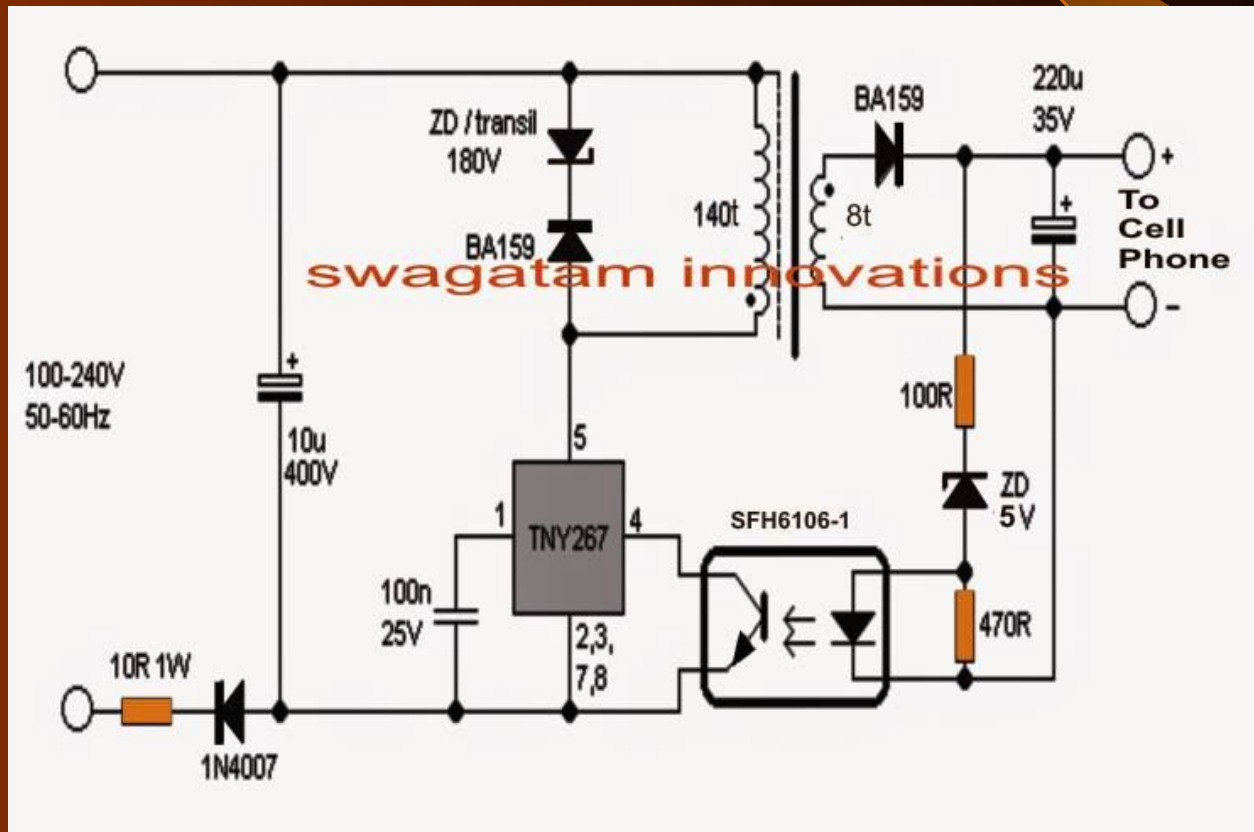 220u
35V
BA159
ZD / transil
180V
140t
8t
+
To
Cell
Phone
-
BA159
swagatam innovations
100-240V
50-60Hz
+
10u
400V
+
100R
ZD
5V
5
1
4
TNY267
SFH6106-1
100n
25V
2,3,
7,8
470R
10R 1W
1N4007